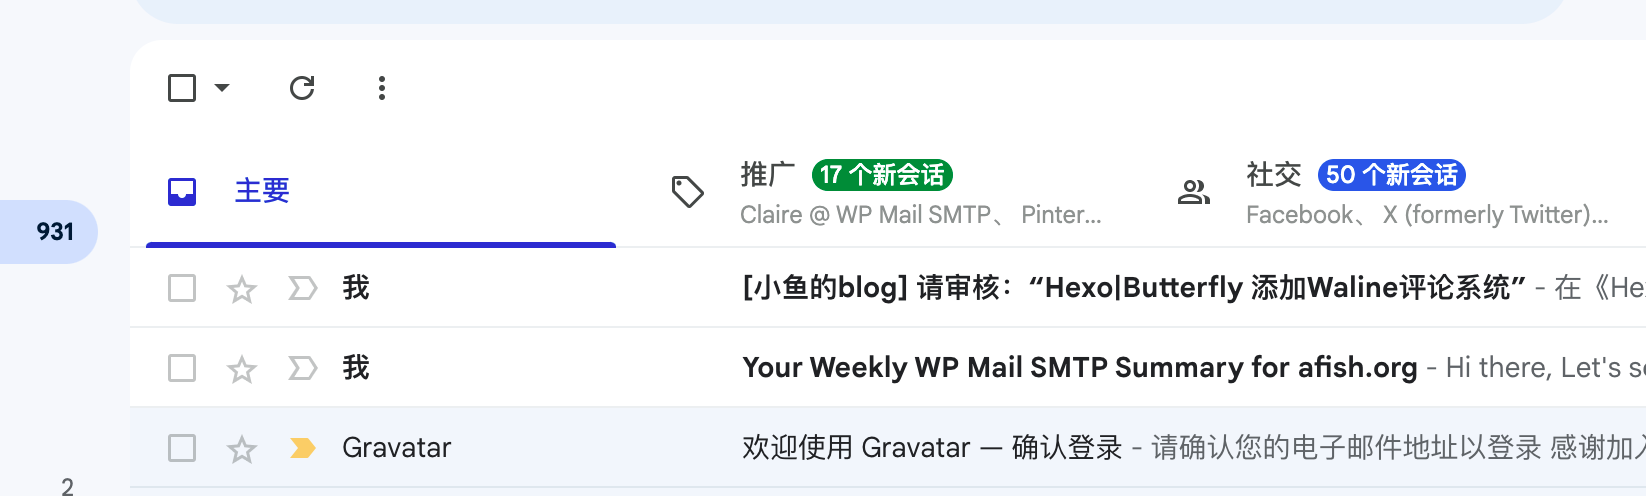 主要
推广 17 个新会话
Claire @ WP Mail SMTP、 Pinter...
社交 50 个新会话
Facebook、 X (formerly Twitter)...
931
我 [小鱼的blog] 请审核：“Hexo|Butterfly 添加Waline评论系统” - 在《He
我 Your Weekly WP Mail SMTP Summary for afish.org - Hi there, Let's
Gravatar 欢迎使用 Gravatar — 确认登录 - 请确认您的电子邮件地址以登录 感谢加入
2